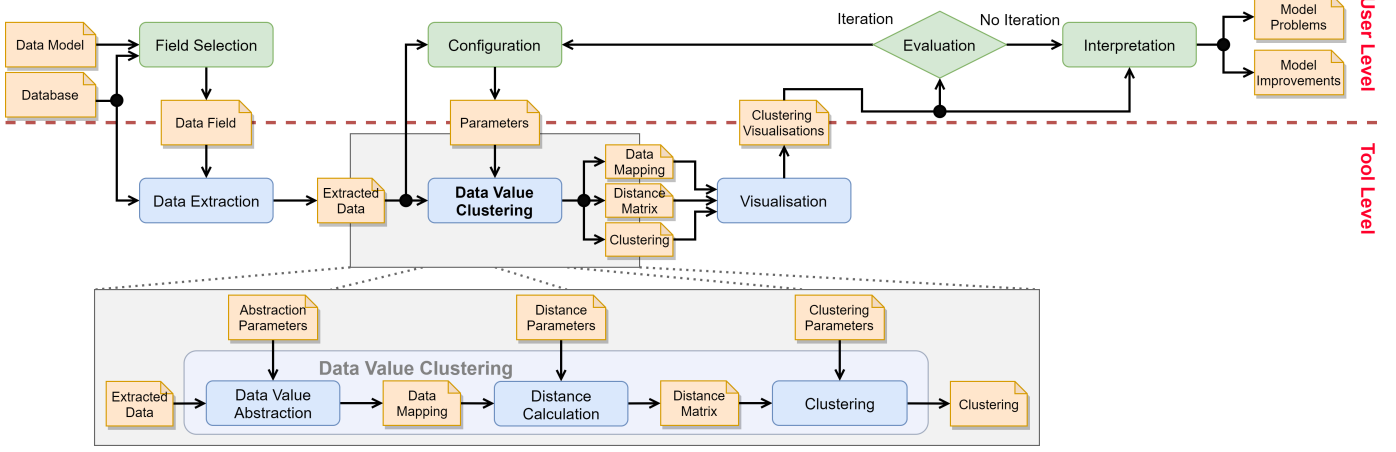 Data Model
Field Selection
Configuration
Iteration
Evaluation
No Iteration
Interpretation
Model
Problems
User Level
Database
Model
Improvements
Data Field
Parameters
Clustering
Visualisations
Tool Level
Data Extraction
Extracted
Data
Data Value
Clustering
Data
Mapping
Distance
Matrix
Clustering
Visualisation
Abstraction
Parameters
Distance
Parameters
Clustering
Parameters
Data Value Clustering
Extracted
Data
Data Value
Abstraction
Data
Mapping
Distance
Calculation
Distance
Matrix
Clustering
Clustering